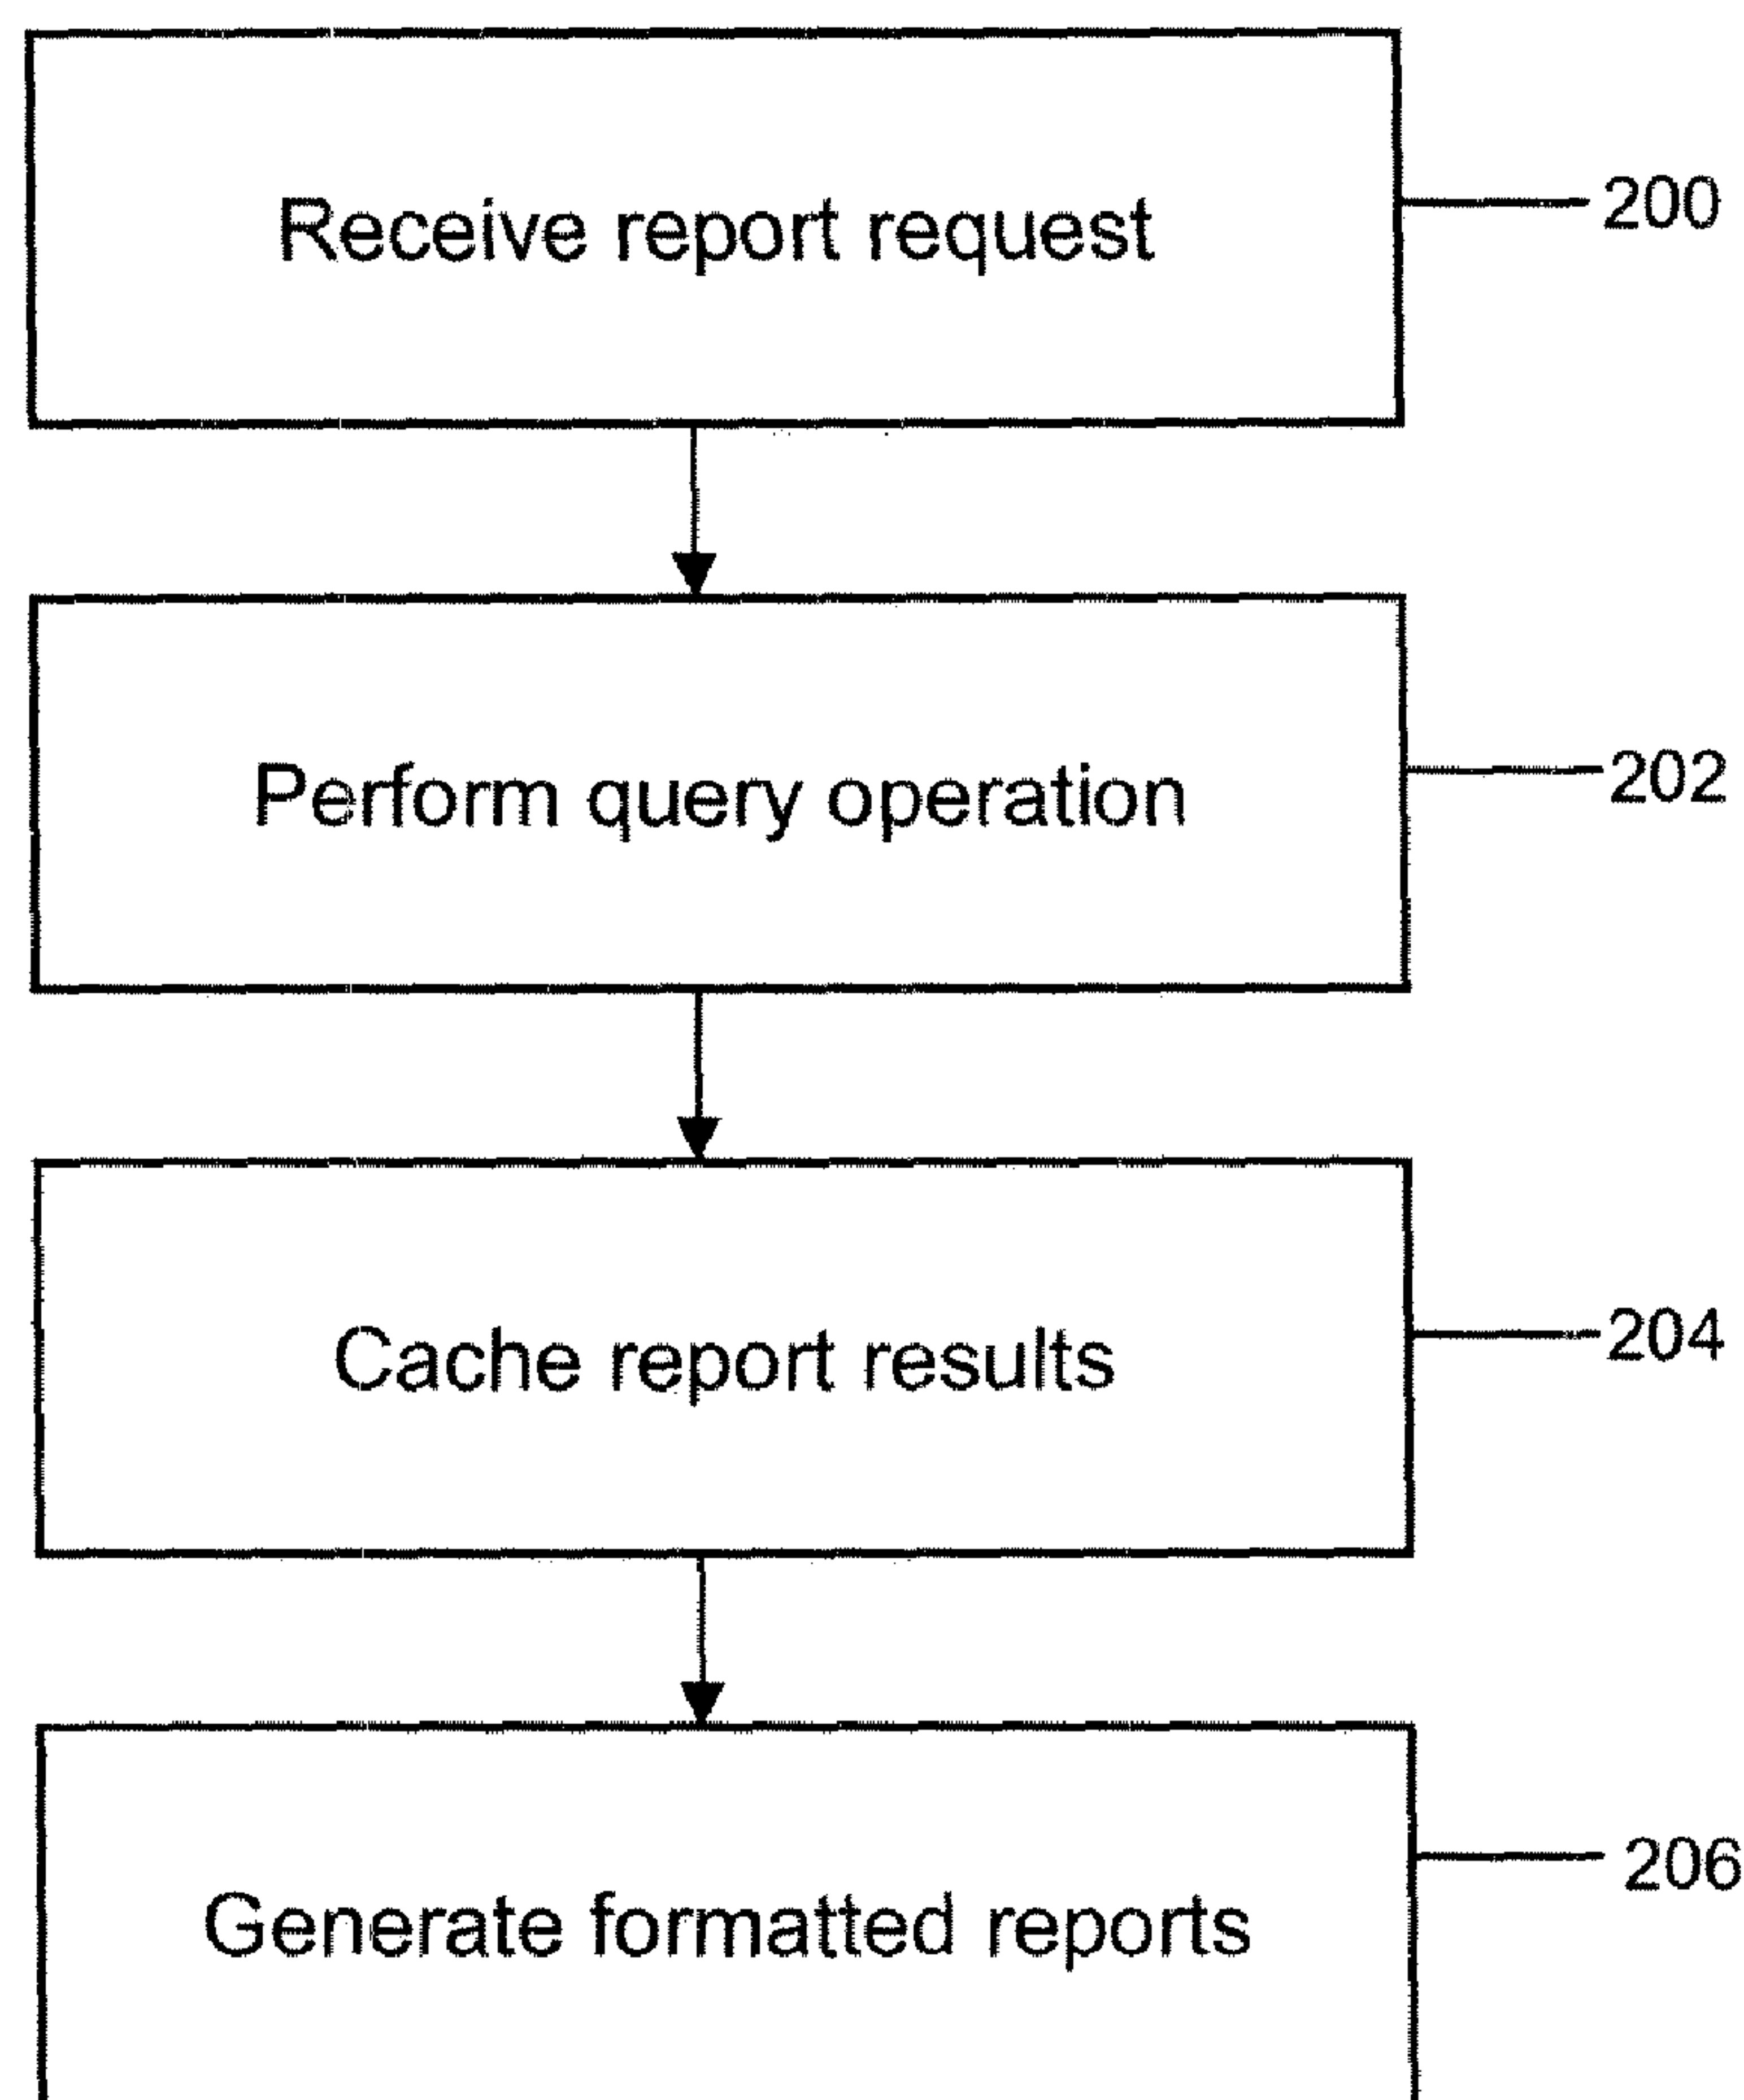 Receive report request
200
Perform query operation
202
Cache report results
204
Generate formatted reports
206